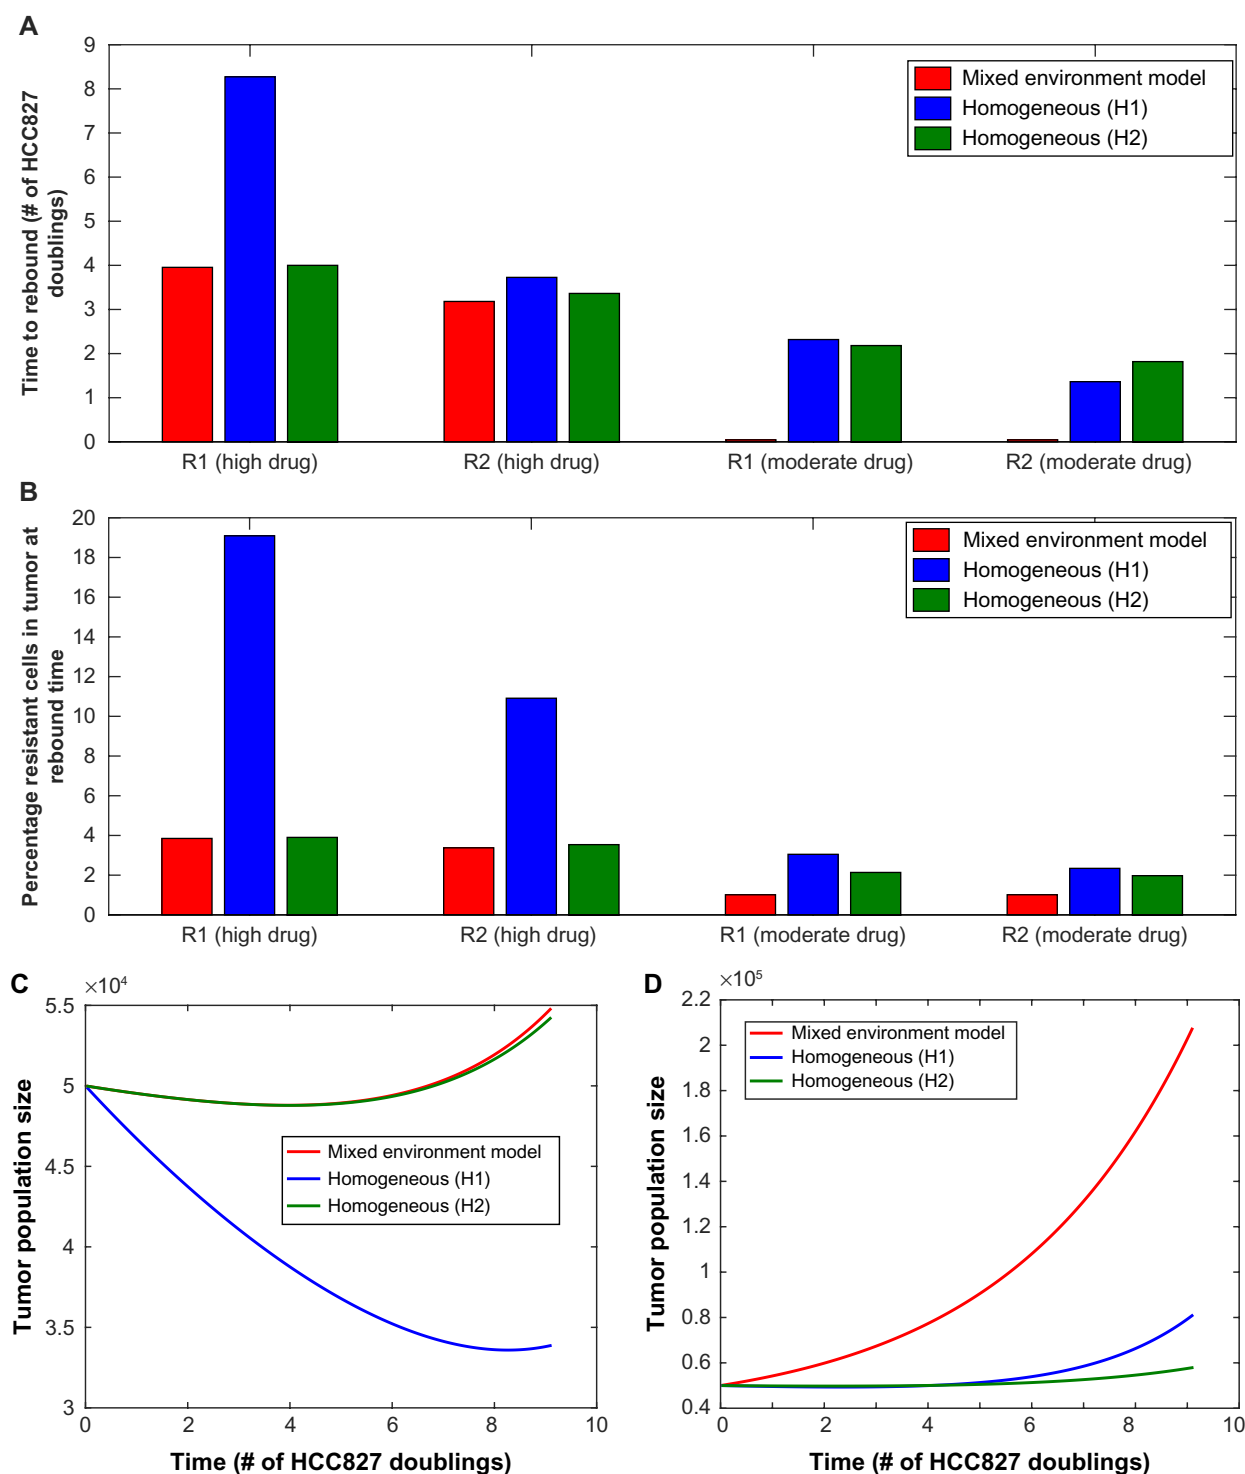 A
9
8
7
6
5
4
3
2
1
0
Time to rebound (# of HCC827
doublings)
Mixed environment model
Homogeneous (H1)
Homogeneous (H2)
R1 (high drug) R2 (high drug) R1 (moderate drug) R2 (moderate drug)
B
20
18
16
14
12
10
8
6
4
2
0
Percentage resistant cells in tumor at
rebound time
Mixed environment model
Homogeneous (H1)
Homogeneous (H2)
R1 (high drug) R2 (high drug) R1 (moderate drug) R2 (moderate drug)
C
×10⁴
5.5
5
4.5
4
3.5
3
Tumor population size
Mixed environment model
Homogeneous (H1)
Homogeneous (H2)
0 2 4 6 8 10
Time (# of HCC827 doublings)
D
×10⁵
2.2
2
1.8
1.6
1.4
1.2
1
0.8
0.6
0.4
Tumor population size
Mixed environment model
Homogeneous (H1)
Homogeneous (H2)
0 2 4 6 8 10
Time (# of HCC827 doublings)